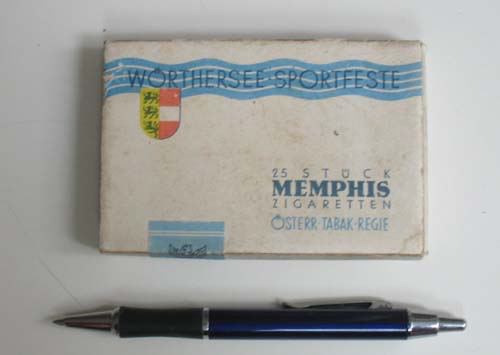 WÖRTHERSEE-SPORTFESTE
25 STÜCK
MEMPHIS
ZIGARETTEN
ÖSTERR·TABAK·REGIE